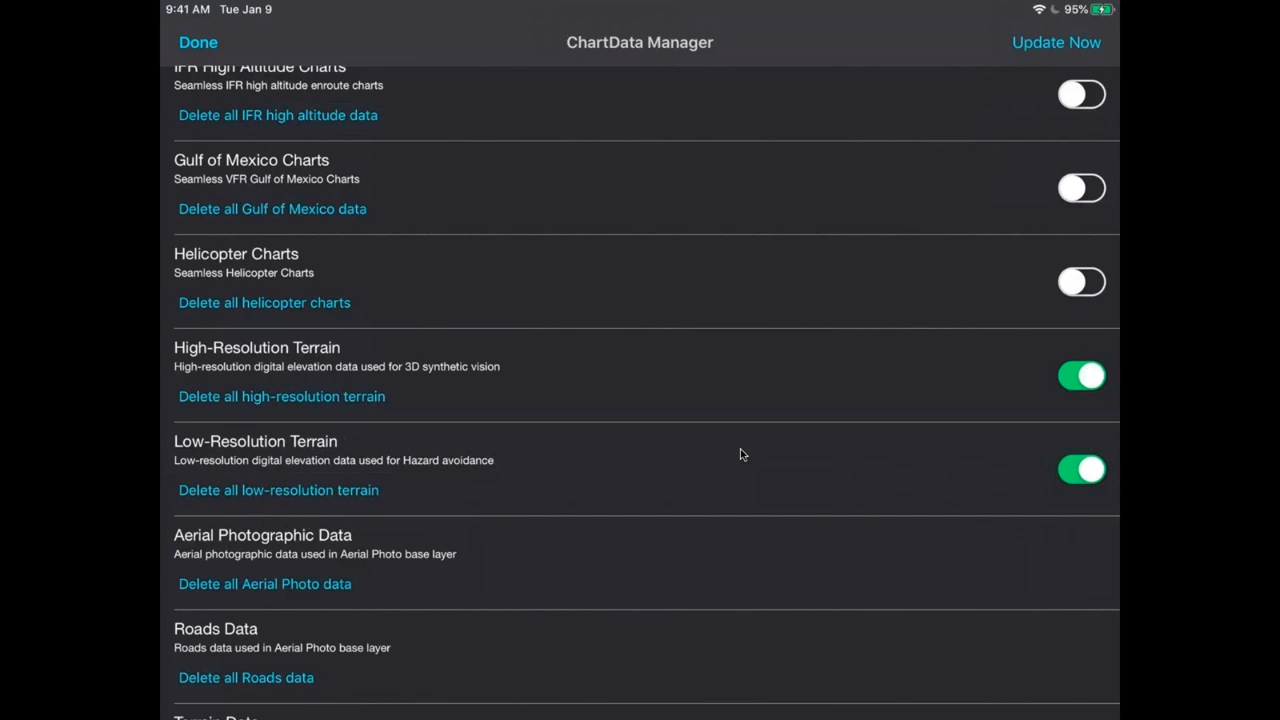 9:41 AM Tue Jan 9
95%
Done
ChartData Manager
Update Now
IFR High Altitude Charts
Seamless IFR high altitude enroute charts
Delete all IFR high altitude data
Gulf of Mexico Charts
Seamless VFR Gulf of Mexico Charts
Delete all Gulf of Mexico data
Helicopter Charts
Seamless Helicopter Charts
Delete all helicopter charts
High-Resolution Terrain
High-resolution digital elevation data used for 3D synthetic vision
Delete all high-resolution terrain
Low-Resolution Terrain
Low-resolution digital elevation data used for Hazard avoidance
Delete all low-resolution terrain
Aerial Photographic Data
Aerial photographic data used in Aerial Photo base layer
Delete all Aerial Photo data
Roads Data
Roads data used in Aerial Photo base layer
Delete all Roads data
Terrain Data